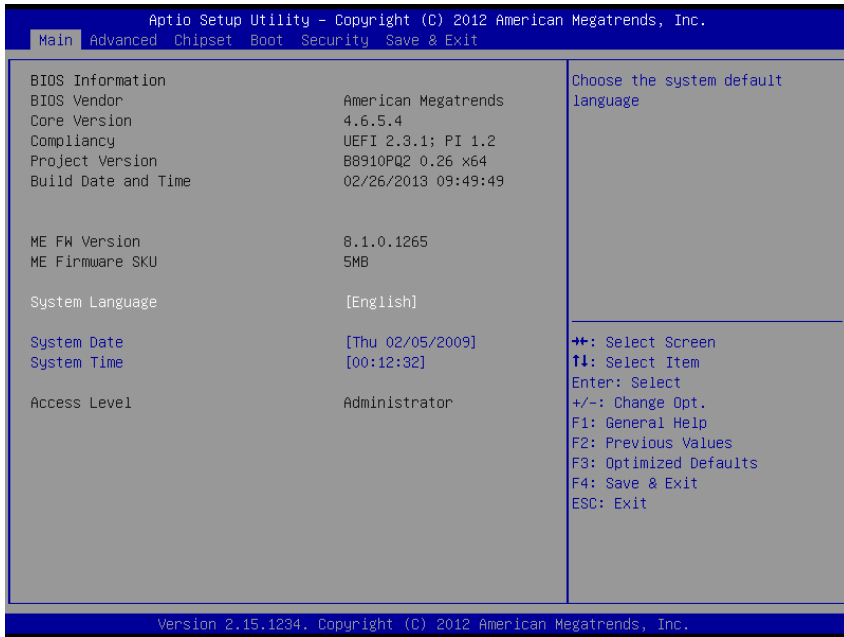 Aptio Setup Utility – Copyright (C) 2012 American Megatrends, Inc.
Main Advanced Chipset Boot Security Save & Exit
BIOS Information
BIOS Vendor American Megatrends
Core Version 4.6.5.4
Compliancy UEFI 2.3.1; PI 1.2
Project Version B8910PQ2 0.26 x64
Build Date and Time 02/26/2013 09:49:49
ME FW Version 8.1.0.1265
ME Firmware SKU 5MB
System Language [English]
System Date [Thu 02/05/2009]
System Time [00:12:32]
Access Level Administrator
Choose the system default
language
→←: Select Screen
↑↓: Select Item
Enter: Select
+/-: Change Opt.
F1: General Help
F2: Previous Values
F3: Optimized Defaults
F4: Save & Exit
ESC: Exit
Version 2.15.1234. Copyright (C) 2012 American Megatrends, Inc.